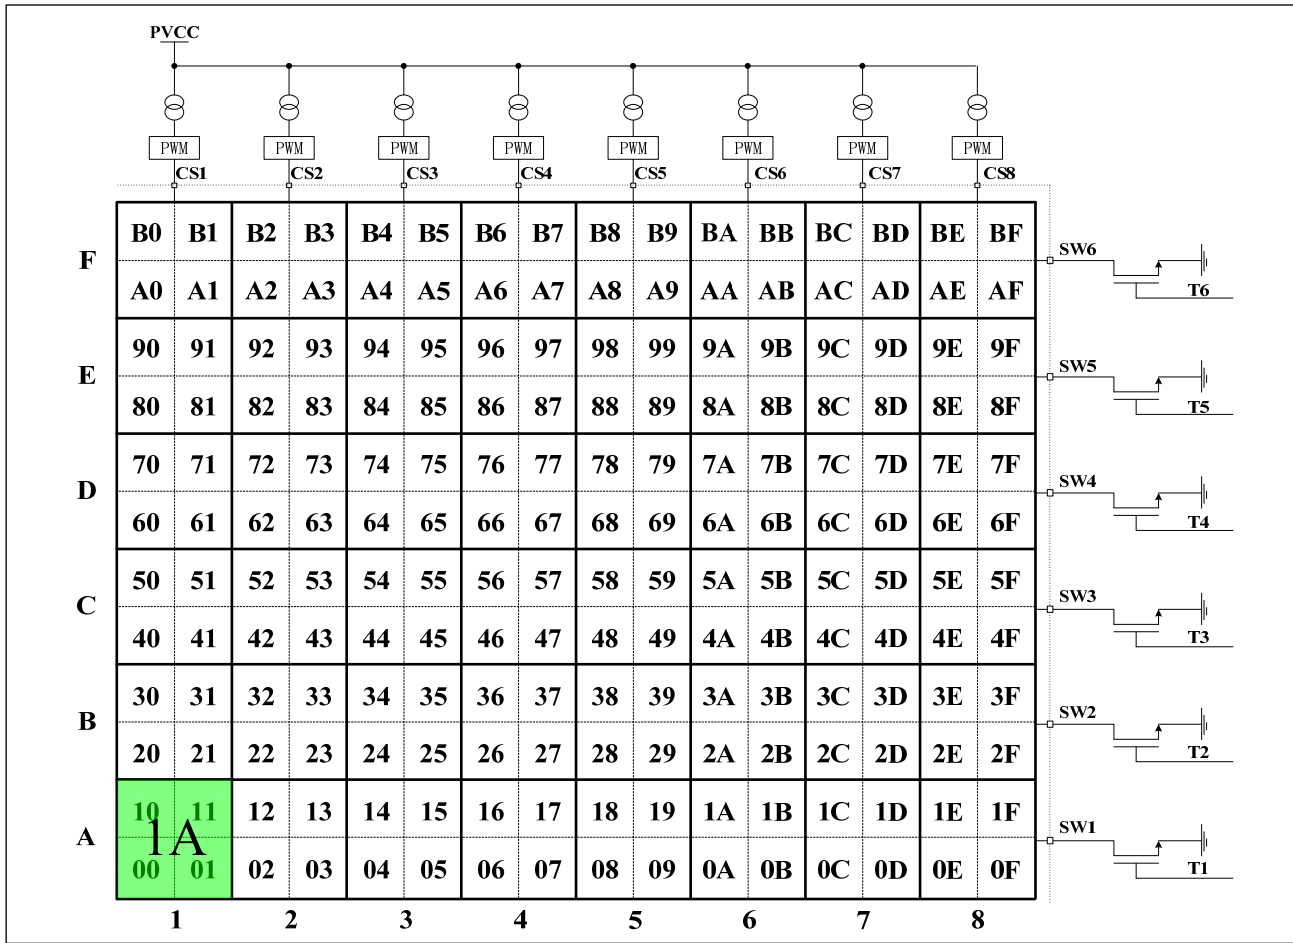 PVCC
PWM PWM PWM PWM PWM PWM PWM PWM
CS1 CS2 CS3 CS4 CS5 CS6 CS7 CS8
B0 B1 B2 B3 B4 B5 B6 B7 B8 B9 BA BB BC BD BE BF
SW6
F
A0 A1 A2 A3 A4 A5 A6 A7 A8 A9 AA AB AC AD AE AF
T6
90 91 92 93 94 95 96 97 98 99 9A 9B 9C 9D 9E 9F
SW5
E
80 81 82 83 84 85 86 87 88 89 8A 8B 8C 8D 8E 8F
T5
70 71 72 73 74 75 76 77 78 79 7A 7B 7C 7D 7E 7F
SW4
D
60 61 62 63 64 65 66 67 68 69 6A 6B 6C 6D 6E 6F
T4
50 51 52 53 54 55 56 57 58 59 5A 5B 5C 5D 5E 5F
SW3
C
40 41 42 43 44 45 46 47 48 49 4A 4B 4C 4D 4E 4F
T3
30 31 32 33 34 35 36 37 38 39 3A 3B 3C 3D 3E 3F
SW2
B
20 21 22 23 24 25 26 27 28 29 2A 2B 2C 2D 2E 2F
T2
10 11 12 13 14 15 16 17 18 19 1A 1B 1C 1D 1E 1F
SW1
A
1A
00 01 02 03 04 05 06 07 08 09 0A 0B 0C 0D 0E 0F
T1
1 2 3 4 5 6 7 8